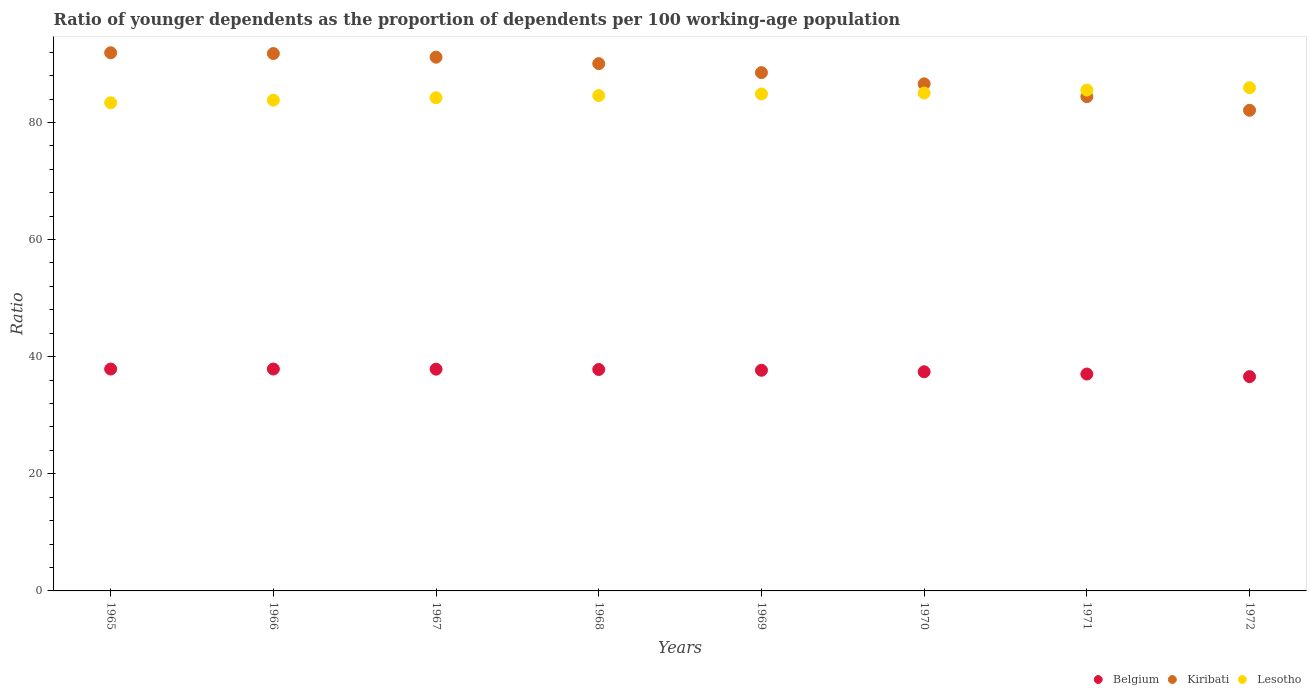 Ratio of younger dependents as the proportion of dependents per 100 working-age population
Ratio
80
60
40
20
0
1965
1966
1967
1968
1969
1970
1971
1972
Years
Belgium
Kiribati
Lesotho